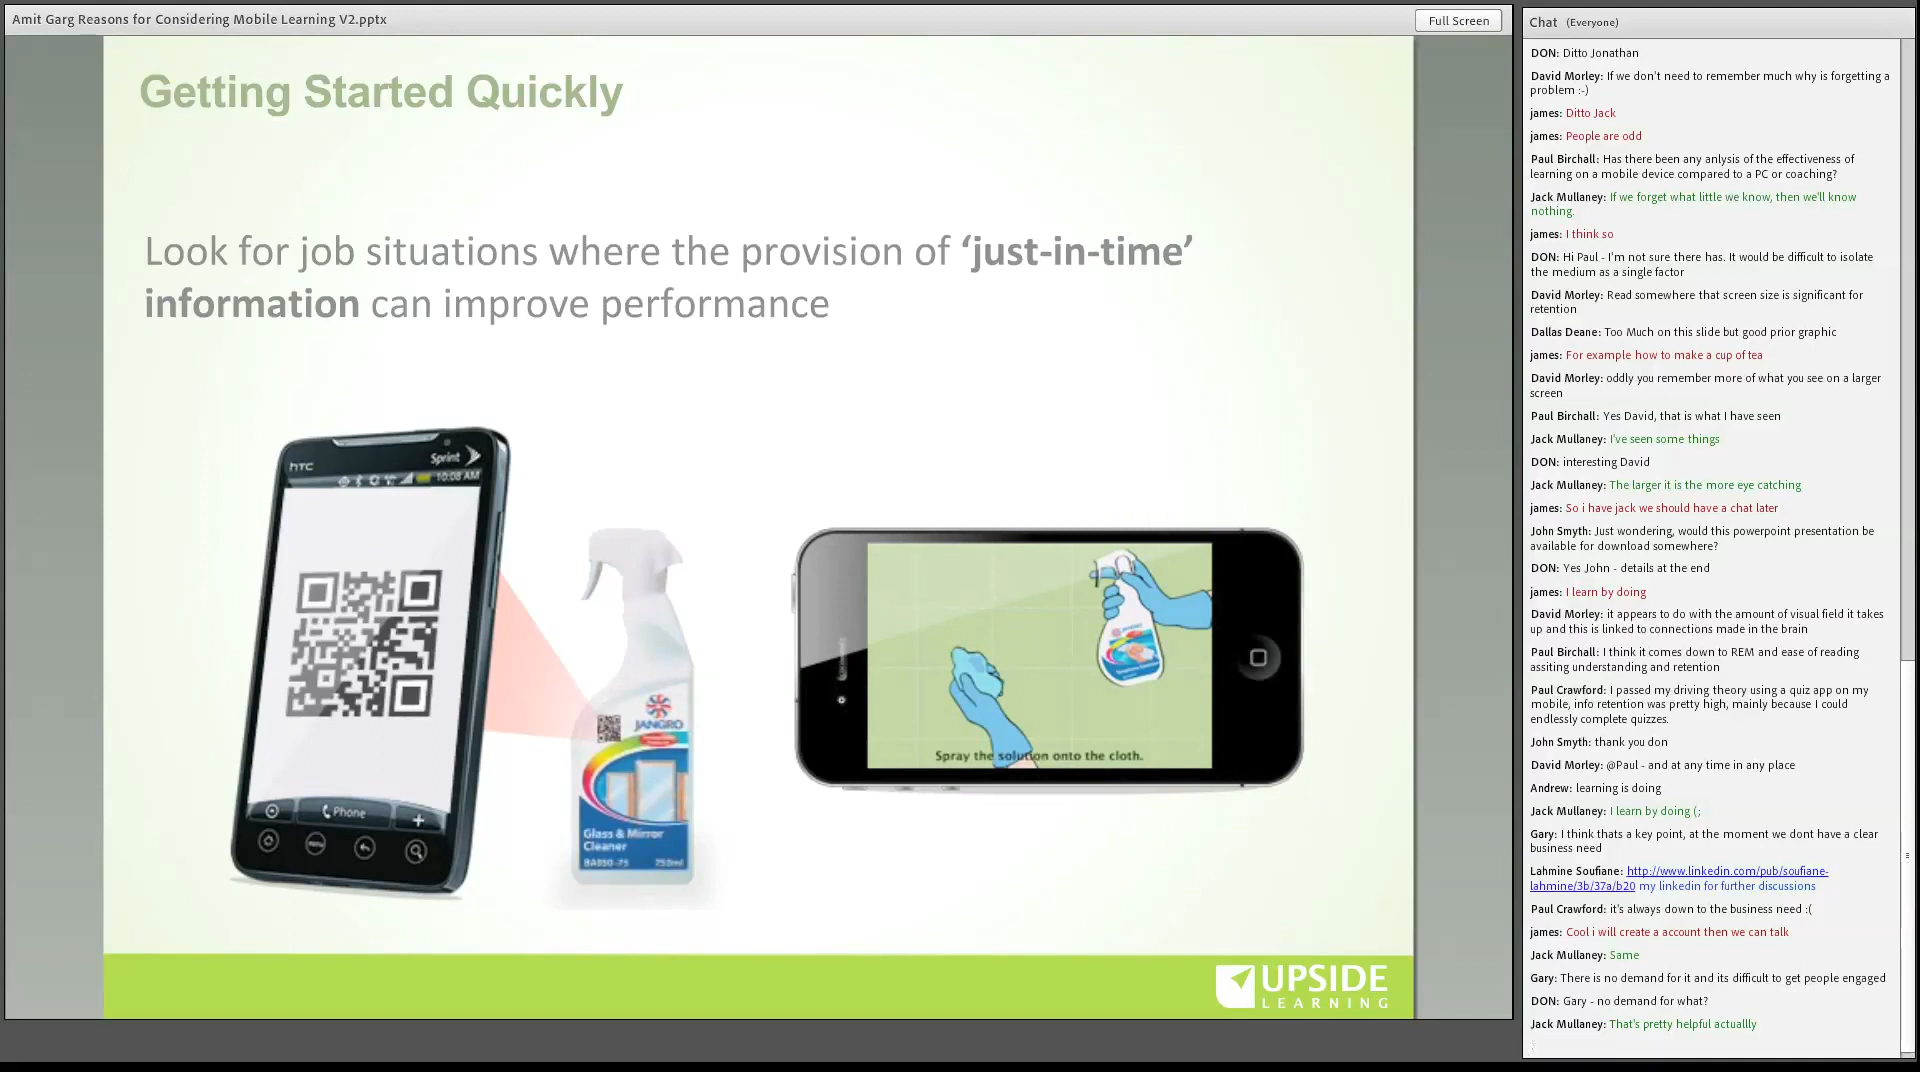 Amit Garg Reasons for Considering Mobile Learning V2.pptx
Full Screen
Getting Started Quickly
Look for job situations where the provision of ‘just-in-time’
information can improve performance
hTC
Sprint
10:08 AM
Phone
JANGRO
Glass & Mirror
Cleaner
BA050-75 750ml
Spray the solution onto the cloth.
UPSIDE
LEARNING
Chat (Everyone)
DON: Ditto Jonathan
David Morley: If we don't need to remember much why is forgetting a
problem :-)
james: Ditto Jack
james: People are odd
Paul Birchall: Has there been any anlysis of the effectiveness of
learning on a mobile device compared to a PC or coaching?
Jack Mullaney: If we forget what little we know, then we'll know
nothing.
james: I think so
DON: Hi Paul - I'm not sure there has. It would be difficult to isolate
the medium as a single factor
David Morley: Read somewhere that screen size is significant for
retention
Dallas Deane: Too Much on this slide but good prior graphic
james: For example how to make a cup of tea
David Morley: oddly you remember more of what you see on a larger
screen
Paul Birchall: Yes David, that is what I have seen
Jack Mullaney: I've seen some things
DON: interesting David
Jack Mullaney: The larger it is the more eye catching
james: So i have jack we should have a chat later
John Smyth: Just wondering, would this powerpoint presentation be
available for download somewhere?
DON: Yes John - details at the end
james: I learn by doing
David Morley: it appears to do with the amount of visual field it takes
up and this is linked to connections made in the brain
Paul Birchall: I think it comes down to REM and ease of reading
assiting understanding and retention
Paul Crawford: I passed my driving theory using a quiz app on my
mobile, info retention was pretty high, mainly because I could
endlessly complete quizzes.
John Smyth: thank you don
David Morley: @Paul - and at any time in any place
Andrew: learning is doing
Jack Mullaney: I learn by doing (;
Gary: I think thats a key point, at the moment we dont have a clear
business need
Lahmine Soufiane: http://www.linkedin.com/pub/soufiane-
lahmine/3b/37a/b20 my linkedin for further discussions
Paul Crawford: it's always down to the business need :(
james: Cool i will create a account then we can talk
Jack Mullaney: Same
Gary: There is no demand for it and its difficult to get people engaged
DON: Gary - no demand for what?
Jack Mullaney: That's pretty helpful actuallly